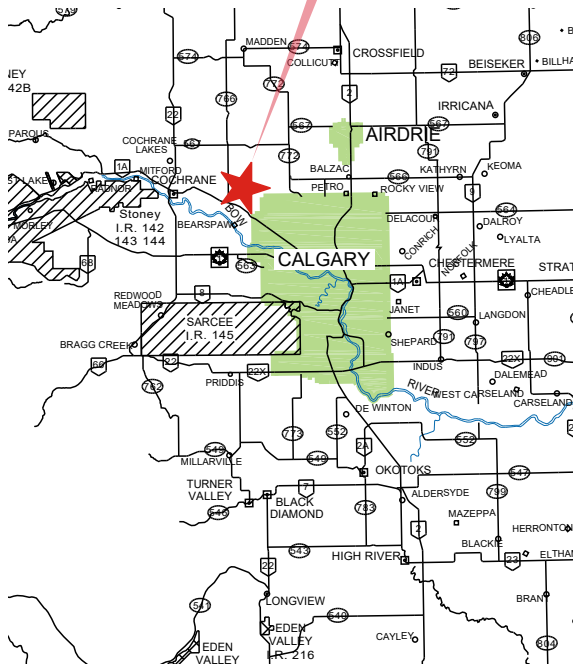 MADDEN
574
CROSSFIELD
806
574
COLLICUT
BEISEKER
72
42B
22
766
772
2
IRRICANA
567
567
567
AIRDRIE
791
COCHRANE
LAKES
1A
MITFORD
772
BALZAC
566
KATHYRN
KEOMA
9
COCHRANE
RADNOR
PETRO
ROCKY VIEW
Stoney
I.R. 142
143 144
MORLEY
BOW
BEARSPAW
DELACOUR
564
DALROY
LYALTA
CONRICH
NORFOLK
68
563
CALGARY
CHESTERMERE
1A
STRAT
CHEADLE
8
REDWOOD
MEADOWS
SARCEE
I.R. 145
JANET
560
LANGDON
SHEPARD
791
797
BRAGG CREEK
66
22
22X
INDUS
22X
901
762
PRIDDIS
DALEMEAD
RIVER
WEST CARSELAND
CARSELAND
DE WINTON
773
552
2A
552
549
549
MILLARVILLE
OKOTOKS
547
TURNER
VALLEY
7
BLACK
DIAMOND
783
ALDERSYDE
799
546
MAZEPPA
2
HERRONTON
BLACKIE
543
HIGH RIVER
23
ELTHAM
22
LONGVIEW
541
540
BRAN
EDEN
VALLEY
I.R. 216
CAYLEY
804
EDEN
VALLEY